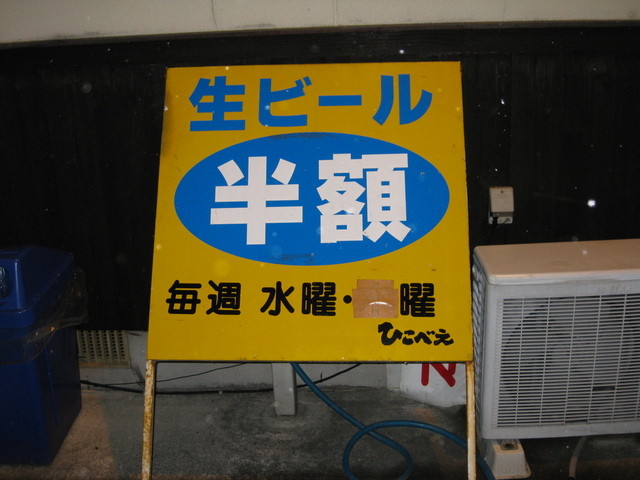 生ビール
半額
毎週 水曜・曜
ひこべえ